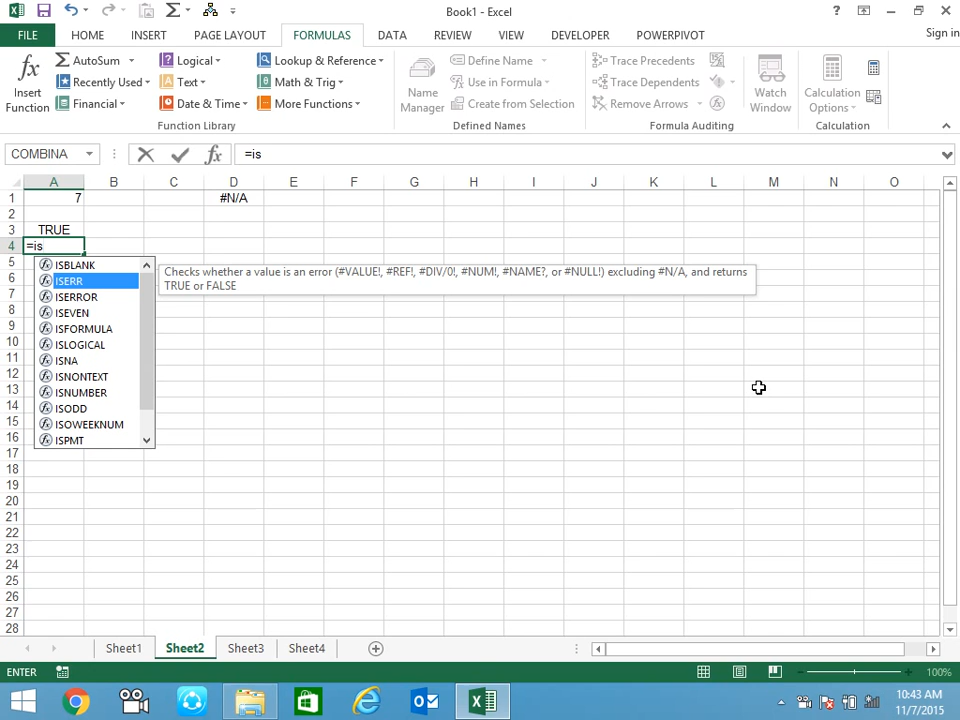 Book1 - Excel
Sign in
FILE HOME INSERT PAGE LAYOUT FORMULAS DATA REVIEW VIEW DEVELOPER POWERPIVOT
fx Insert Function
Σ AutoSum
Recently Used
Financial
Logical
Text
Date & Time
Lookup & Reference
Math & Trig
More Functions
Function Library
Name Manager
Define Name
Use in Formula
Create from Selection
Defined Names
Trace Precedents
Trace Dependents
Remove Arrows
Formula Auditing
Watch Window
Calculation Options
Calculation
COMBINA fx =is
A B C D E F G H I J K L M N O
1 7 #N/A
2
3 TRUE
4 =is
5
6
7
8
9
10
11
12
13
14
15
16
17
18
19
20
21
22
23
24
25
26
27
28
ISBLANK
ISERR
ISERROR
ISEVEN
ISFORMULA
ISLOGICAL
ISNA
ISNONTEXT
ISNUMBER
ISODD
ISOWEEKNUM
ISPMT
Checks whether a value is an error (#VALUE!, #REF!, #DIV/0!, #NUM!, #NAME?, or #NULL!) excluding #N/A, and returns
TRUE or FALSE
Sheet1 Sheet2 Sheet3 Sheet4
ENTER
100%
10:43 AM
11/7/2015